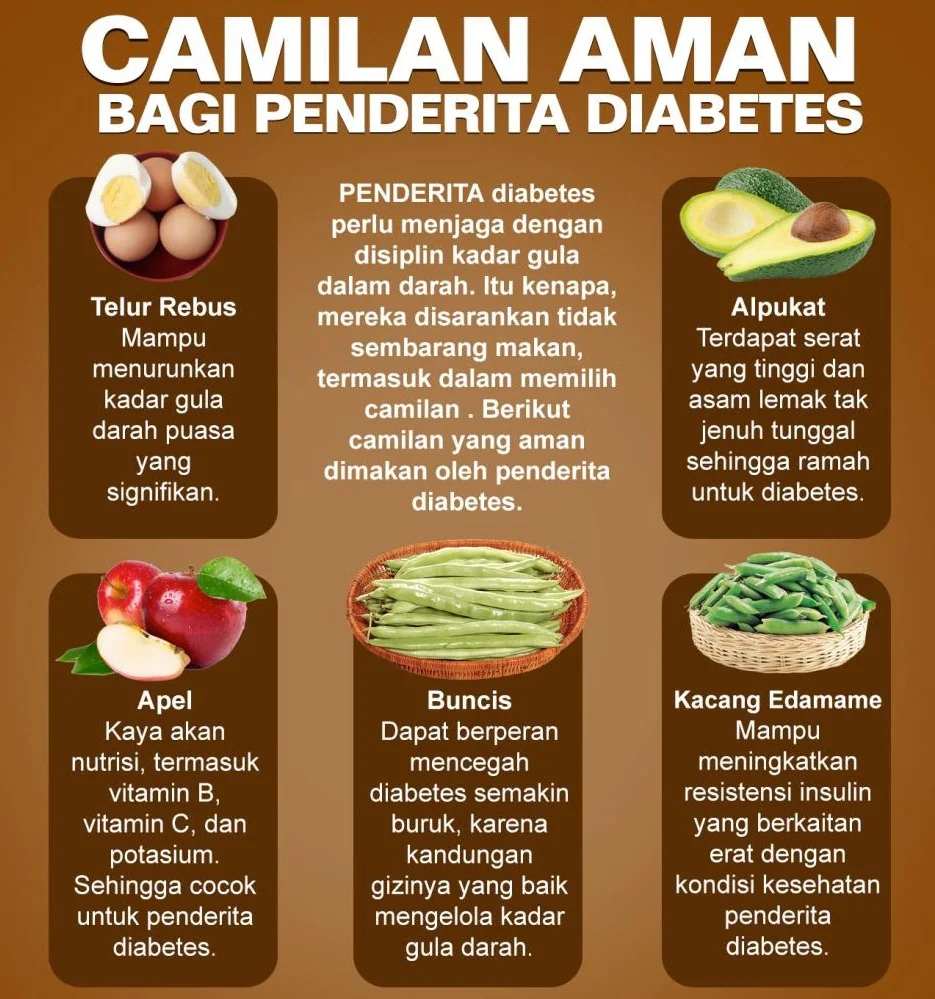 CAMILAN AMAN
BAGI PENDERITA DIABETES
PENDERITA diabetes
perlu menjaga dengan
disiplin kadar gula
dalam darah. Itu kenapa,
mereka disarankan tidak
sembarang makan,
termasuk dalam memilih
camilan . Berikut
camilan yang aman
dimakan oleh penderita
diabetes.
Telur Rebus
Mampu
menurunkan
kadar gula
darah puasa
yang
signifikan.
Alpukat
Terdapat serat
yang tinggi dan
asam lemak tak
jenuh tunggal
sehingga ramah
untuk diabetes.
Apel
Kaya akan
nutrisi, termasuk
vitamin B,
vitamin C, dan
potasium.
Sehingga cocok
untuk penderita
diabetes.
Buncis
Dapat berperan
mencegah
diabetes semakin
buruk, karena
kandungan
gizinya yang baik
mengelola kadar
gula darah.
Kacang Edamame
Mampu
meningkatkan
resistensi insulin
yang berkaitan
erat dengan
kondisi kesehatan
penderita
diabetes.